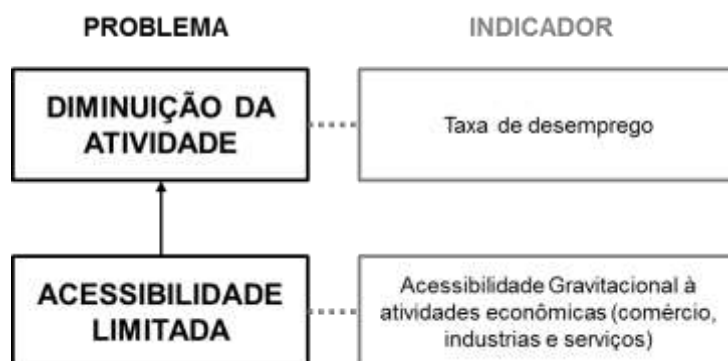 PROBLEMA
INDICADOR
DIMINUIÇÃO DA
ATIVIDADE
Taxa de desemprego
ACESSIBILIDADE
LIMITADA
Acessibilidade Gravitacional à
atividades econômicas (comércio,
industrias e serviços)